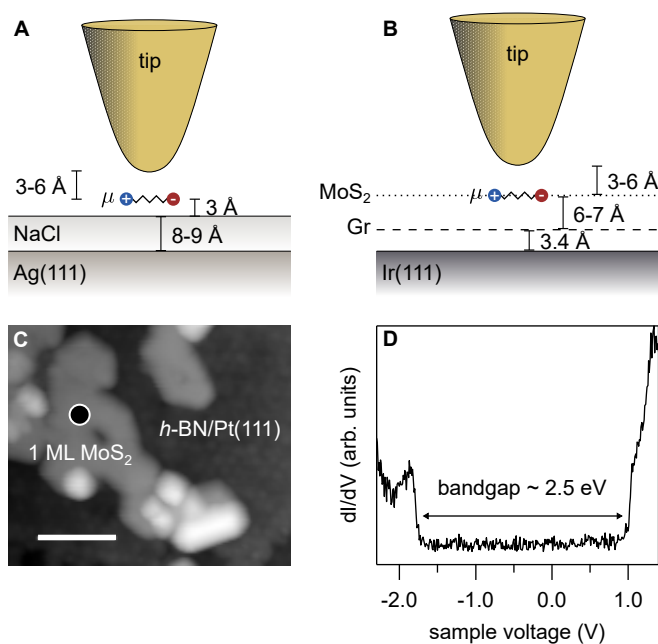 A
tip
3-6 Å
μ + -
3 Å
NaCl
8-9 Å
Ag(111)
B
tip
3-6 Å
MoS₂
μ + -
6-7 Å
Gr
3.4 Å
Ir(111)
C
h-BN/Pt(111)
1 ML MoS₂
D
dI/dV (arb. units)
bandgap ~ 2.5 eV
-2.0 -1.0 0.0 1.0
sample voltage (V)